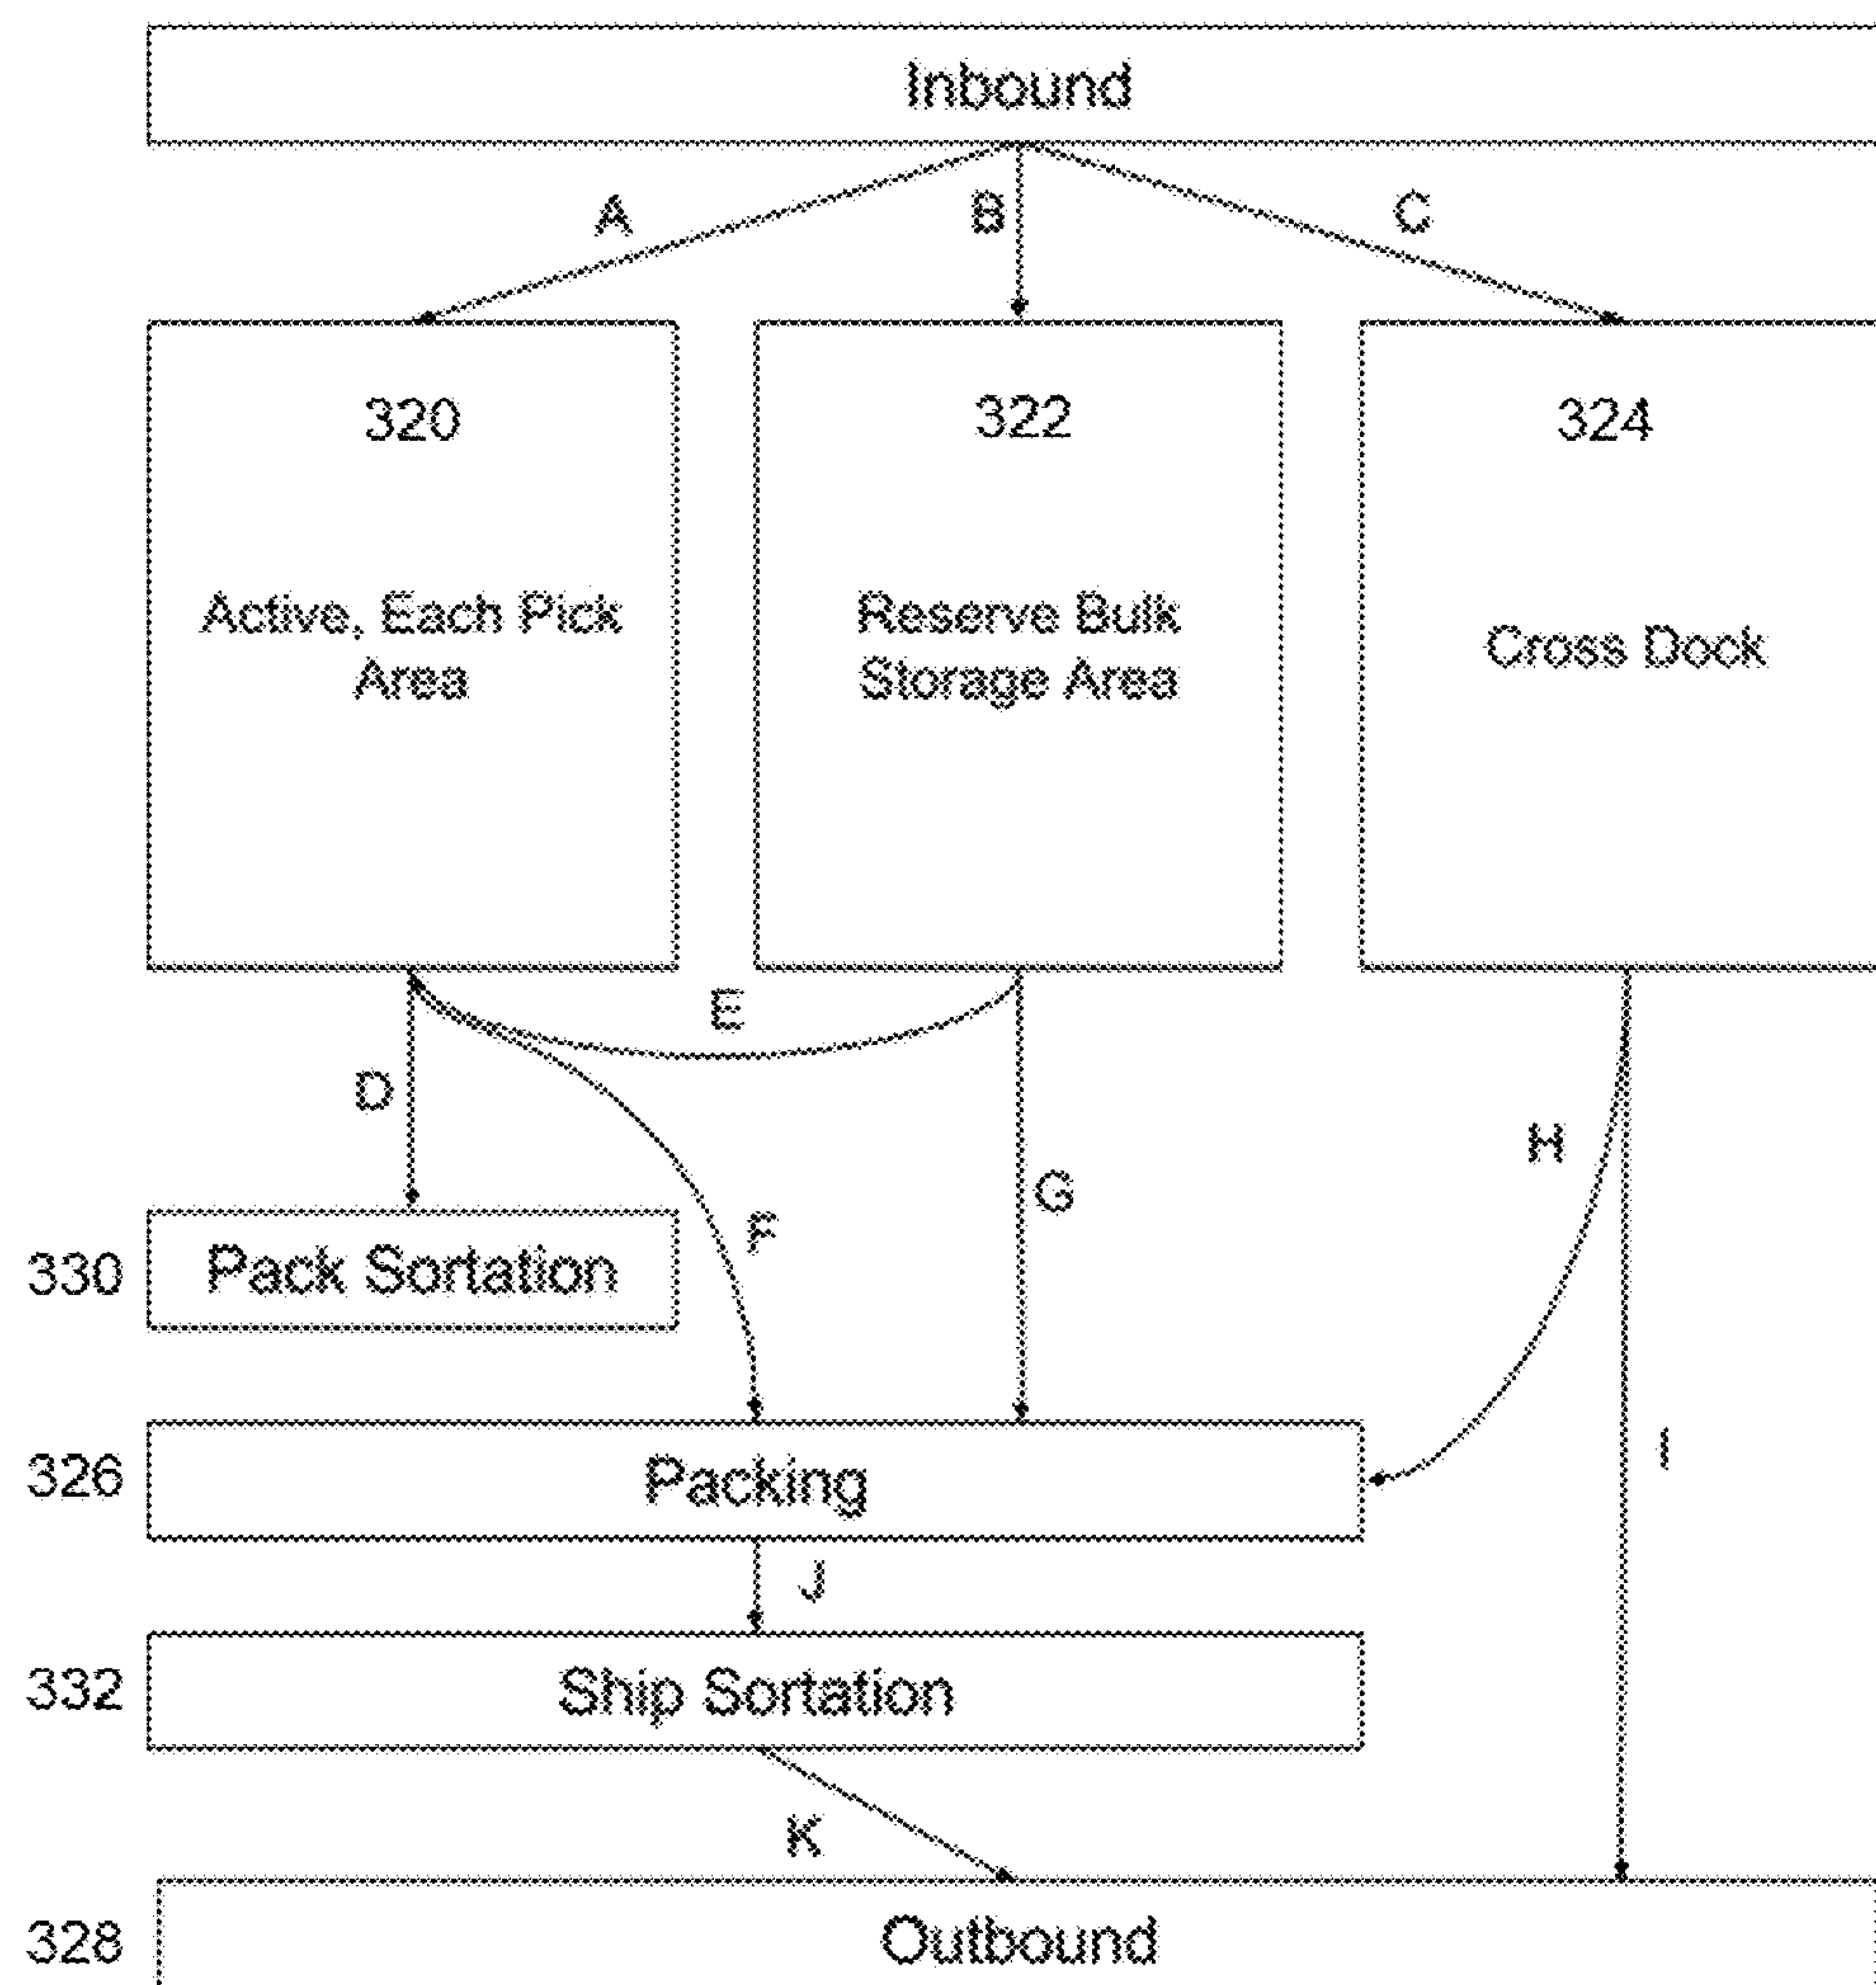 Inbound
A
B
C
320
322
324
Active, Each Pick
Area
Reserve Bulk
Storage Area
Cross Dock
E
D
H
G
F
330
Pack Sortation
I
326
Packing
J
332
Ship Sortation
K
328
Outbound